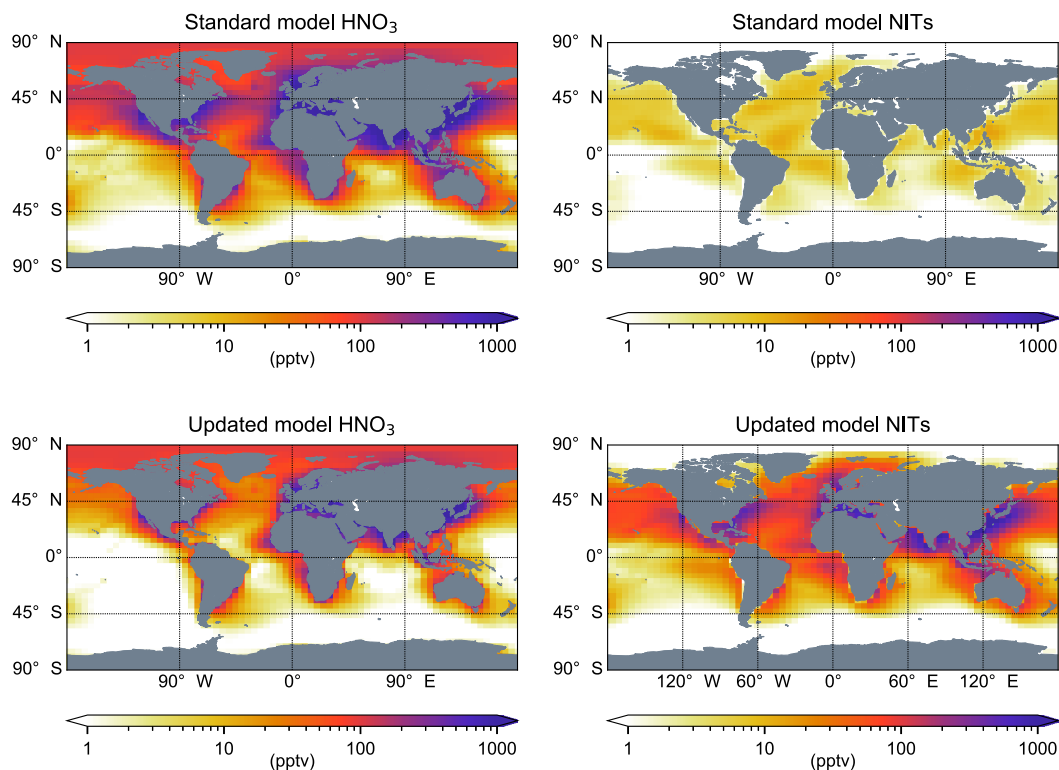 Standard model HNO₃
90° N
45° N
0°
45° S
90° S
90° W 0° 90° E
1 10 100 1000
(pptv)
Standard model NITs
90° N
45° N
0°
45° S
90° S
90° W 0° 90° E
1 10 100 1000
(pptv)
Updated model HNO₃
90° N
45° N
0°
45° S
90° S
90° W 0° 90° E
1 10 100 1000
(pptv)
Updated model NITs
90° N
45° N
0°
45° S
90° S
120° W 60° W 0° 60° E 120° E
1 10 100 1000
(pptv)